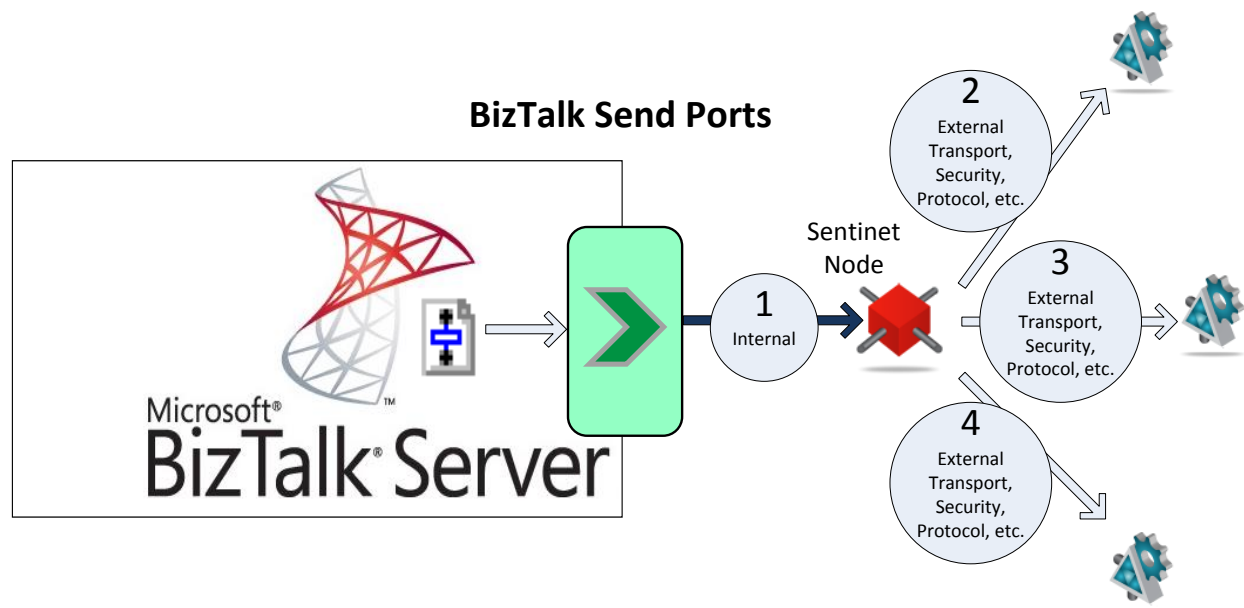 BizTalk Send Ports
2
External
Transport,
Security,
Protocol, etc.
Sentinet
Node
1
Internal
3
External
Transport,
Security,
Protocol, etc.
4
External
Transport,
Security,
Protocol, etc.
TM
Microsoft®
BizTalk® Server